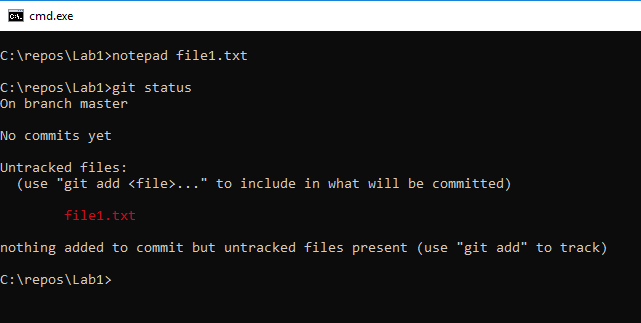 cmd.exe
C:\repos\Lab1>notepad file1.txt
C:\repos\Lab1>git status
On branch master
No commits yet
Untracked files:
  (use "git add <file>..." to include in what will be committed)
        file1.txt
nothing added to commit but untracked files present (use "git add" to track)
C:\repos\Lab1>